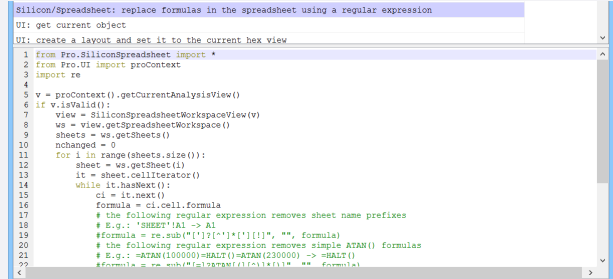 Silicon/Spreadsheet: replace formulas in the spreadsheet using a regular expression
UI: get current object
UI: create a layout and set it to the current hex view
1 from Pro.SiliconSpreadsheet import *
2 from Pro.UI import proContext
3 import re
4
5 v = proContext().getCurrentAnalysisView()
6 if v.isValid():
7 view = SiliconSpreadsheetWorkspaceView(v)
8 ws = view.getSpreadsheetWorkspace()
9 sheets = ws.getSheets()
10 nchanged = 0
11 for i in range(sheets.size()):
12 sheet = ws.getSheet(i)
13 it = sheet.cellIterator()
14 while it.hasNext():
15 ci = it.next()
16 formula = ci.cell.formula
17 # the following regular expression removes sheet name prefixes
18 # E.g.: 'SHEET'!A1 -> A1
19 #formula = re.sub("[']?[^']*['][!]", "", formula)
20 # the following regular expression removes simple ATAN() formulas
21 # E.g.: =ATAN(100000)=HALT()=ATAN(230000) -> =HALT()
22 #formula = re.sub("[=]?ATAN[(][^)]*[)]", "", formula)